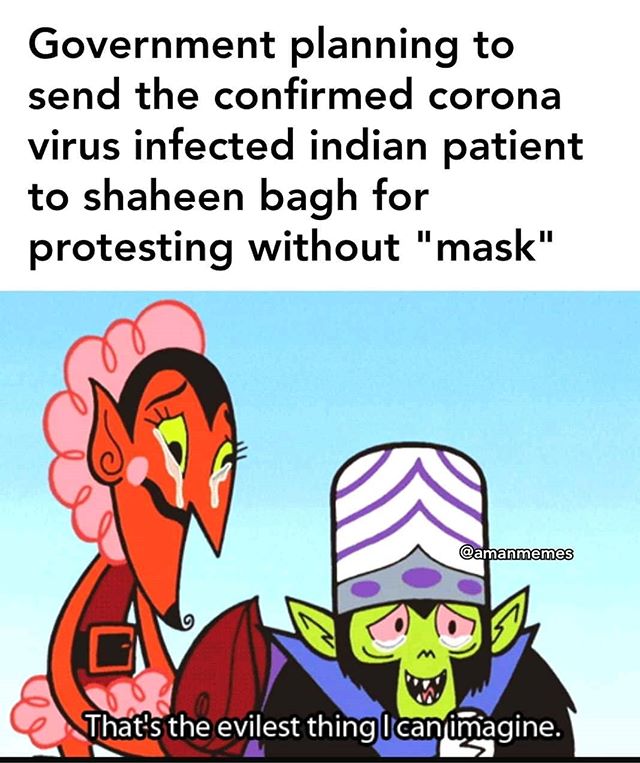 Government planning to
send the confirmed corona
virus infected indian patient
to shaheen bagh for
protesting without "mask"
@amanmemes
That's the evilest thing I can imagine.